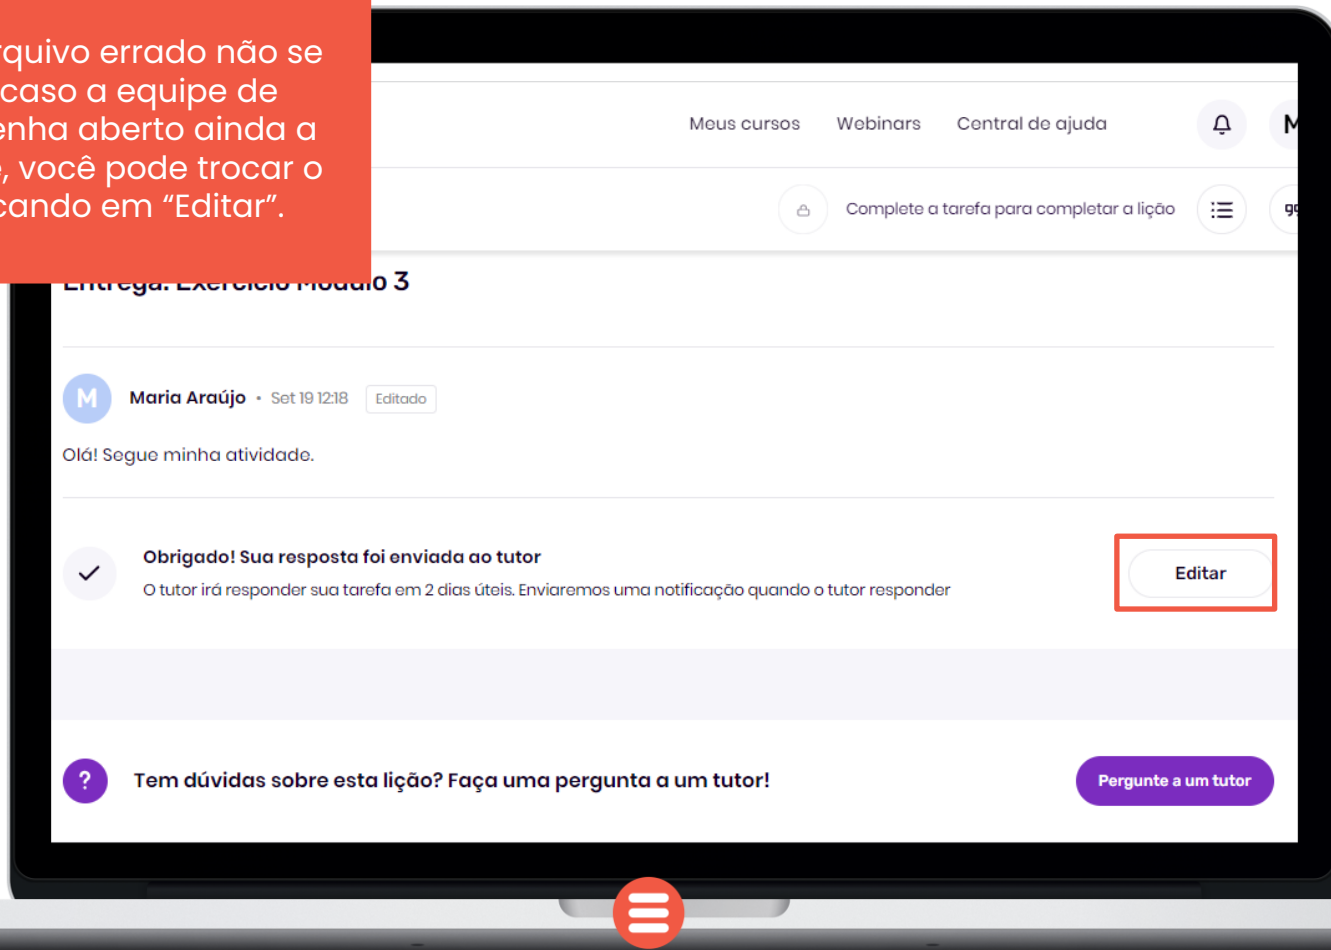 rquivo errado não se
caso a equipe de
enha aberto ainda a
, você pode trocar o
cando em “Editar”.
Meus cursos Webinars Central de ajuda M
Complete a tarefa para completar a lição
Entrega: Exercício Módulo 3
M Maria Araújo • Set 19 12:18 Editado
Olá! Segue minha atividade.
Obrigado! Sua resposta foi enviada ao tutor
O tutor irá responder sua tarefa em 2 dias úteis. Enviaremos uma notificação quando o tutor responder
Editar
? Tem dúvidas sobre esta lição? Faça uma pergunta a um tutor!
Pergunte a um tutor